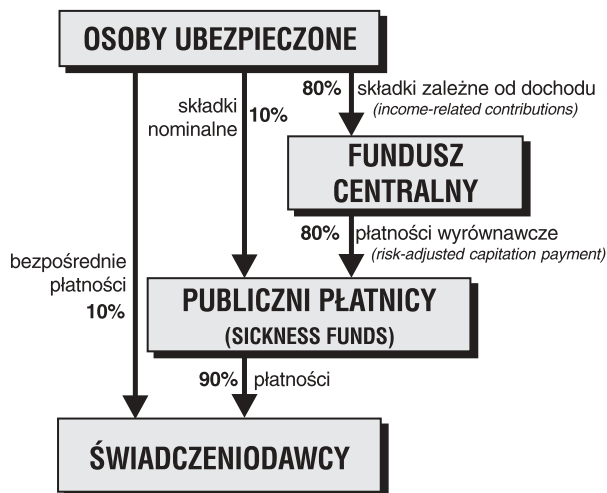 OSOBY UBEZPIECZONE
80% składki zależne od dochodu
(income-related contributions)
składki
nominalne
10%
FUNDUSZ
CENTRALNY
80% płatności wyrównawcze
(risk-adjusted capitation payment)
bezpośrednie
płatności
10%
PUBLICZNI PŁATNICY
(SICKNESS FUNDS)
90% płatności
ŚWIADCZENIODAWCY